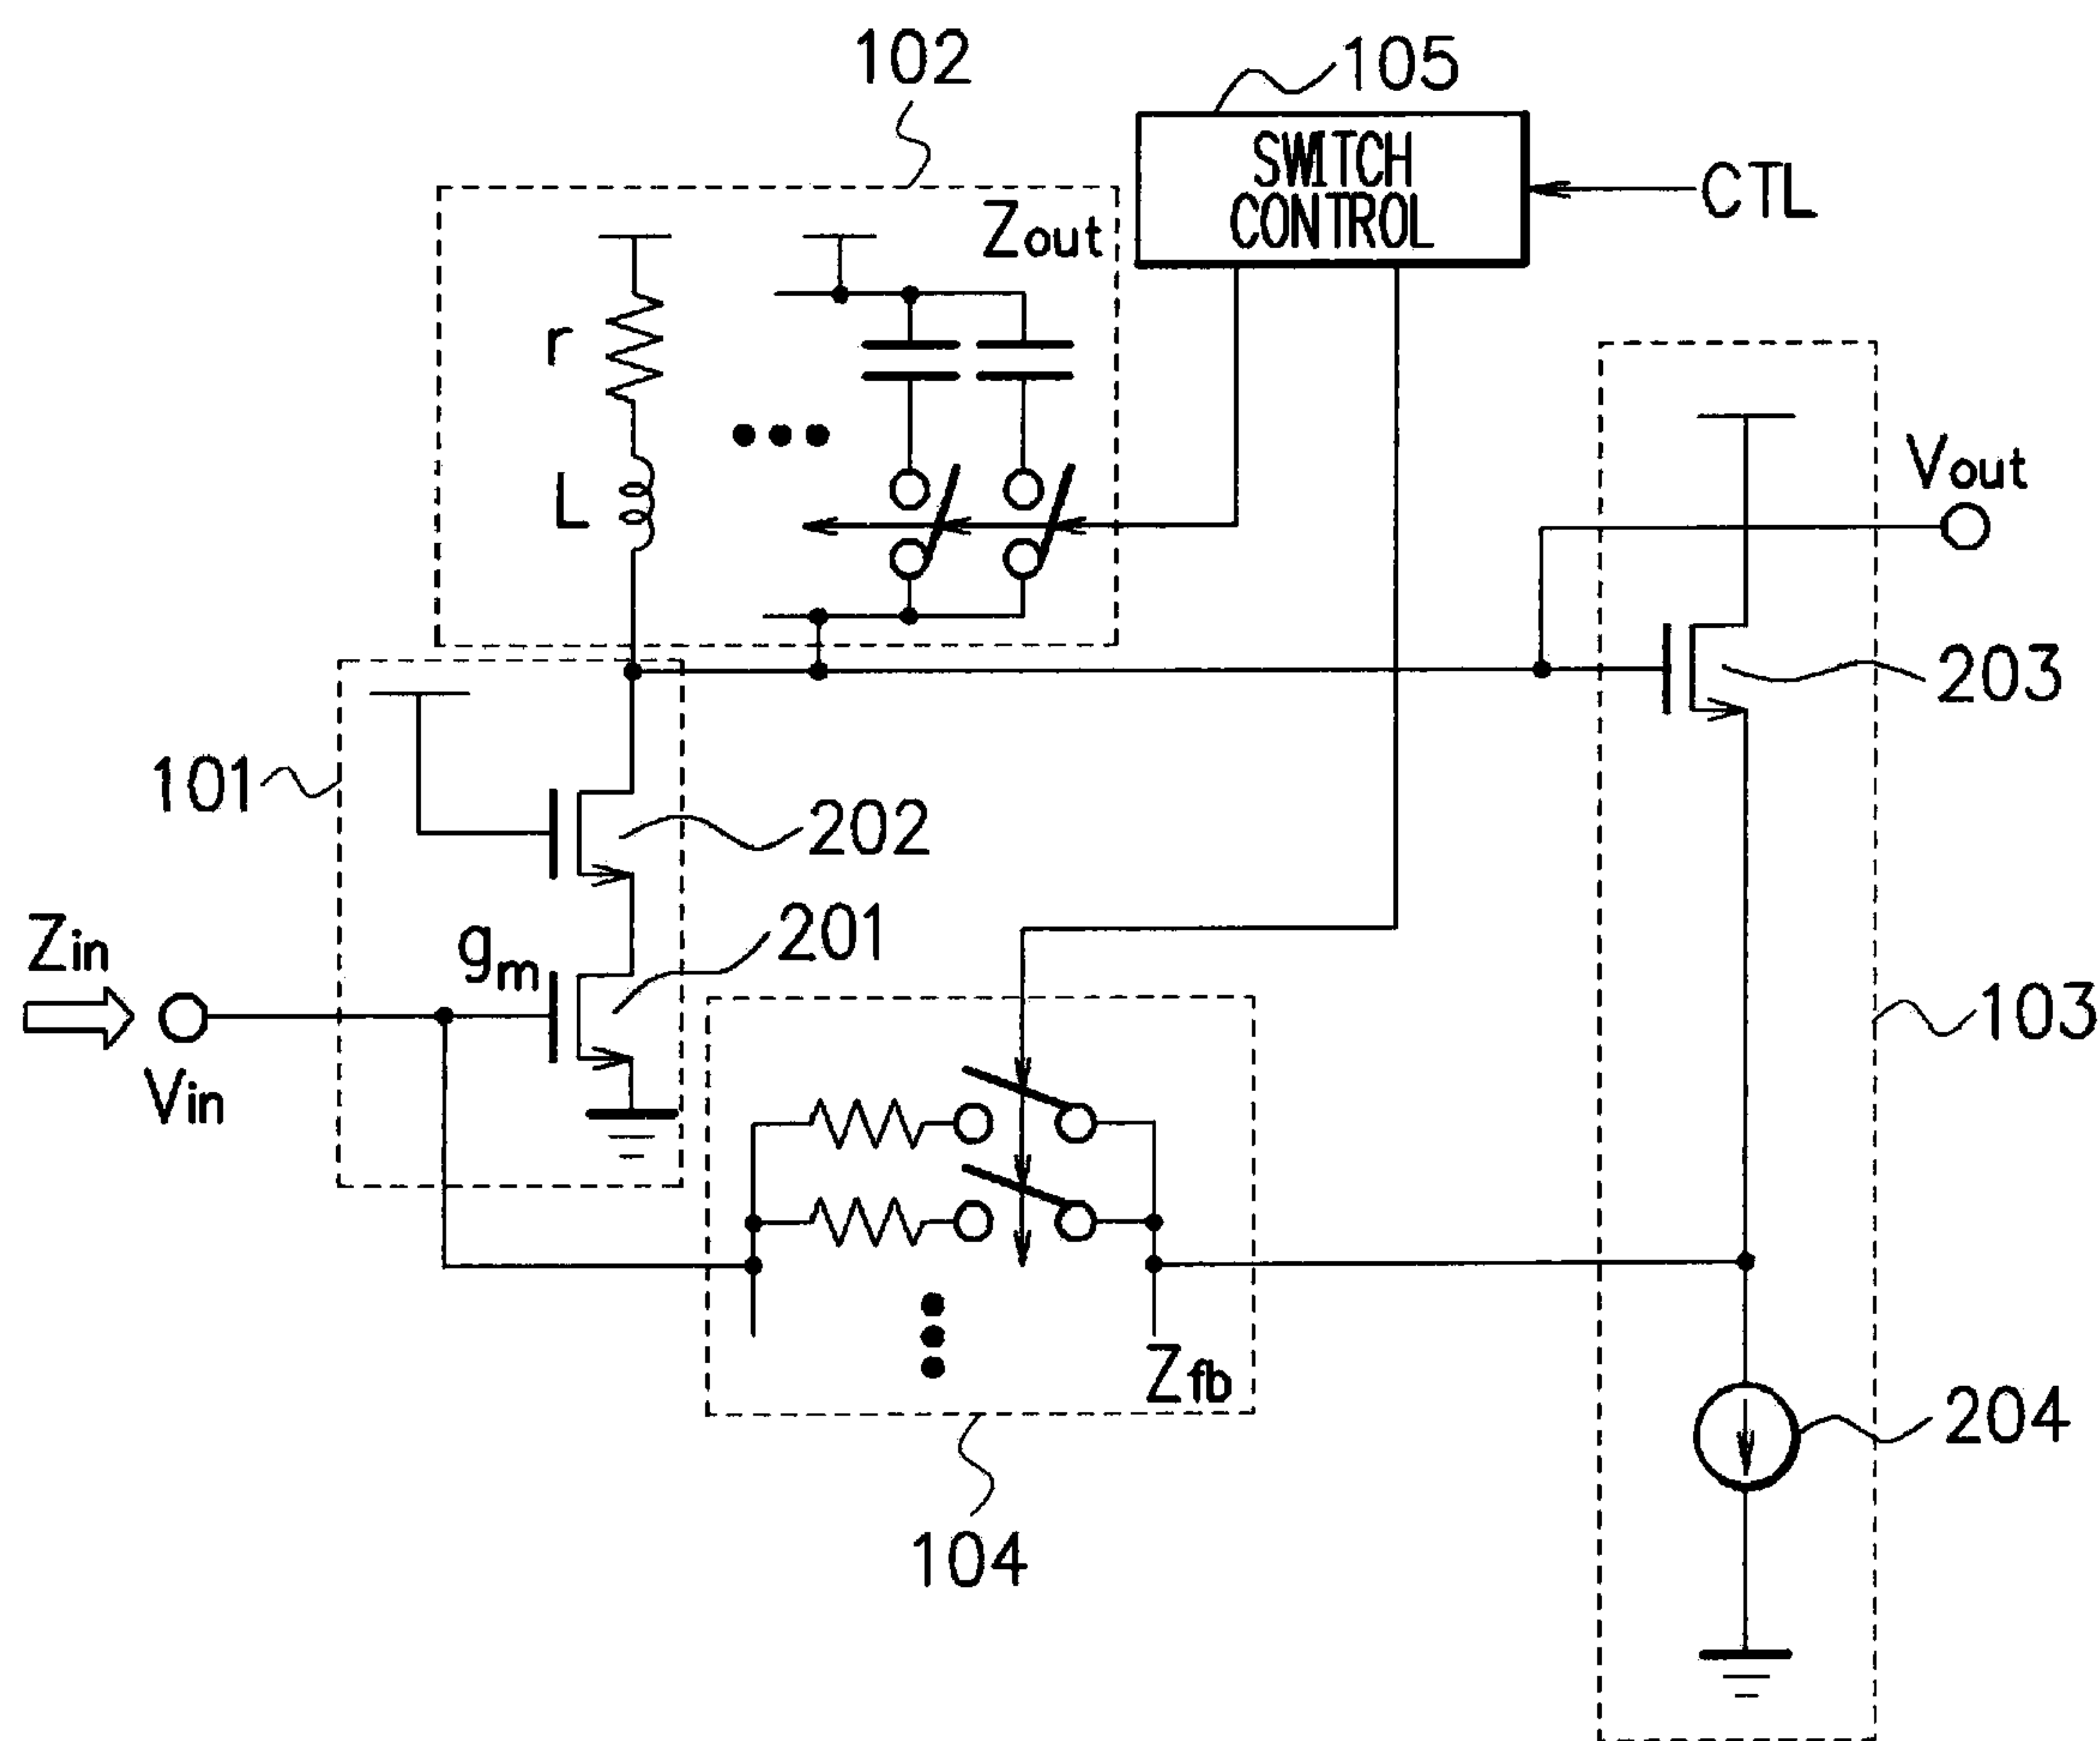 102
105
SWITCH
CONTROL
CTL
Zout
r
L
Vout
203
101
202
gm
201
Zin
Vin
103
Zfb
204
104